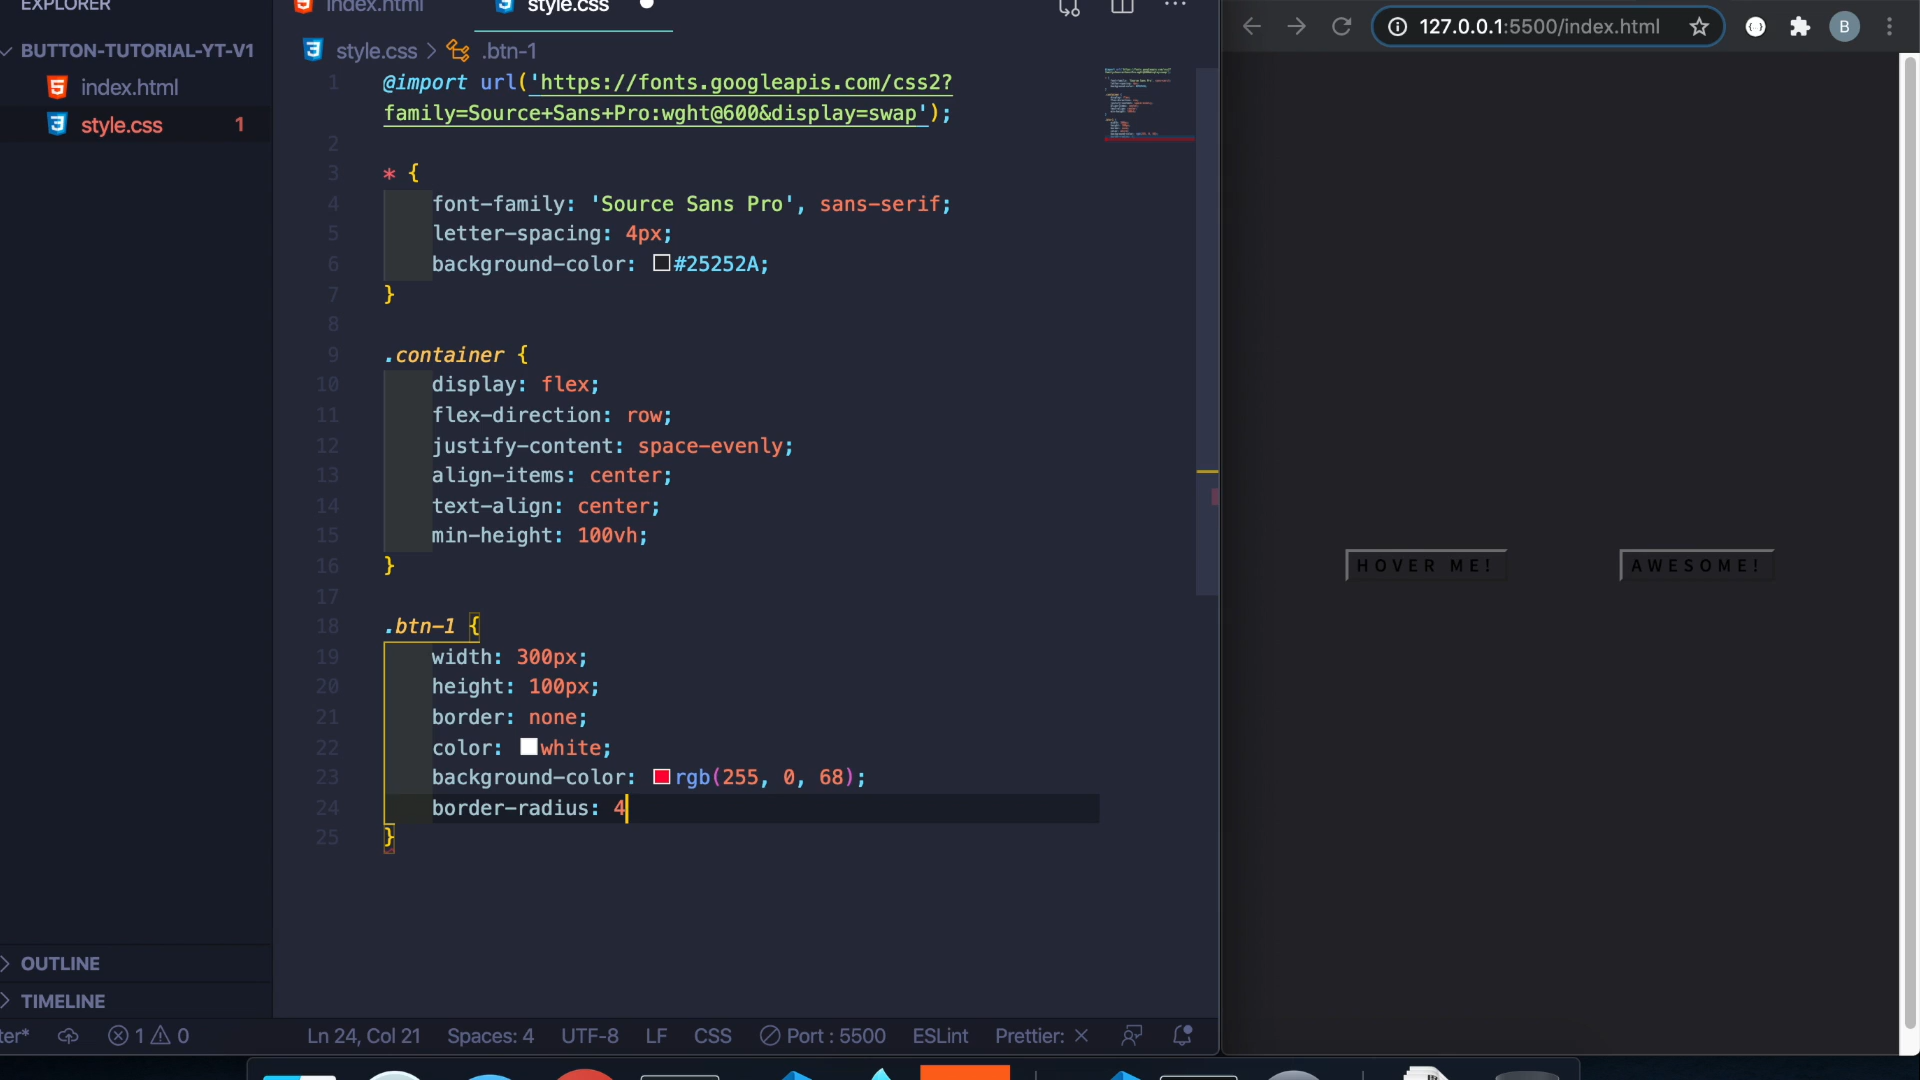 EXPLORER
BUTTON-TUTORIAL-YT-V1
index.html
style.css 1
OUTLINE
TIMELINE
index.html style.css
style.css > .btn-1
1 @import url('https://fonts.googleapis.com/css2?
family=Source+Sans+Pro:wght@600&display=swap');
2
3 * {
4 font-family: 'Source Sans Pro', sans-serif;
5 letter-spacing: 4px;
6 background-color: #25252A;
7 }
8
9 .container {
10 display: flex;
11 flex-direction: row;
12 justify-content: space-evenly;
13 align-items: center;
14 text-align: center;
15 min-height: 100vh;
16 }
17
18 .btn-1 {
19 width: 300px;
20 height: 100px;
21 border: none;
22 color: white;
23 background-color: rgb(255, 0, 68);
24 border-radius: 4
25 }
ter* 1 0 Ln 24, Col 21 Spaces: 4 UTF-8 LF CSS Port : 5500 ESLint Prettier: ×
127.0.0.1:5500/index.html B
HOVER ME! AWESOME!